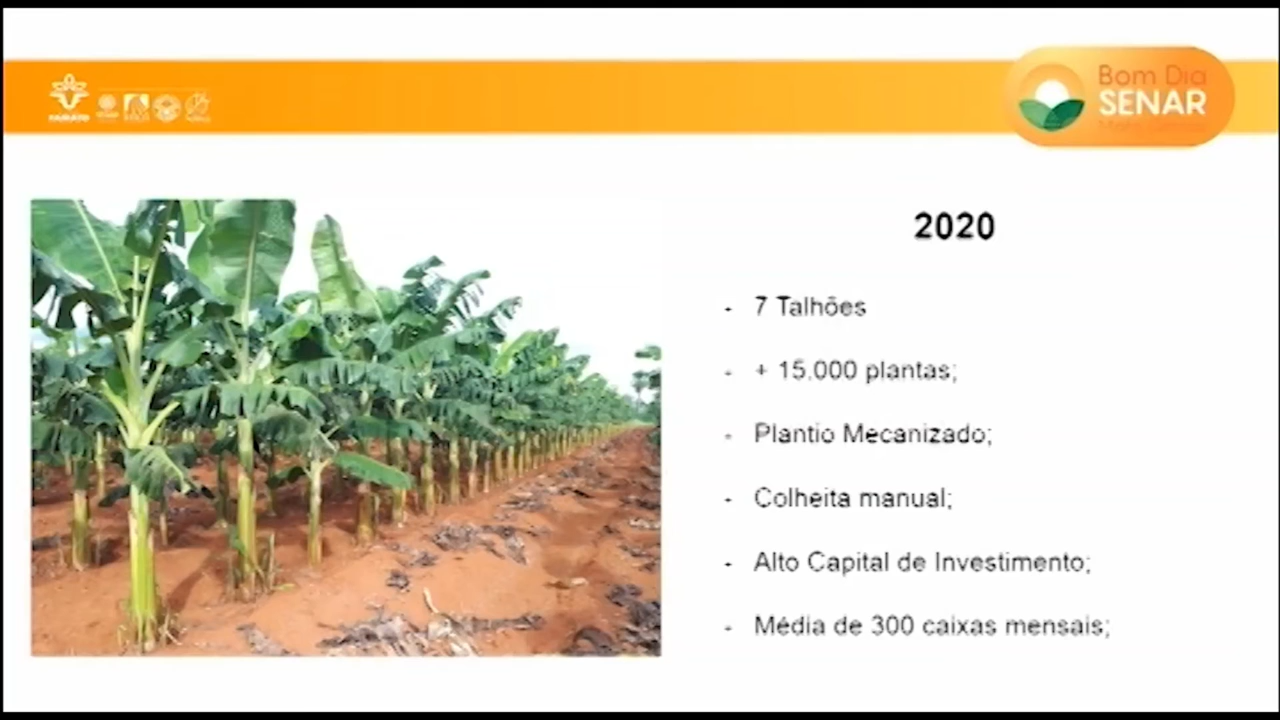 Bom Dia
SENAR
2020
- 7 Talhões
- + 15.000 plantas;
- Plantio Mecanizado;
- Colheita manual;
- Alto Capital de Investimento;
- Média de 300 caixas mensais;